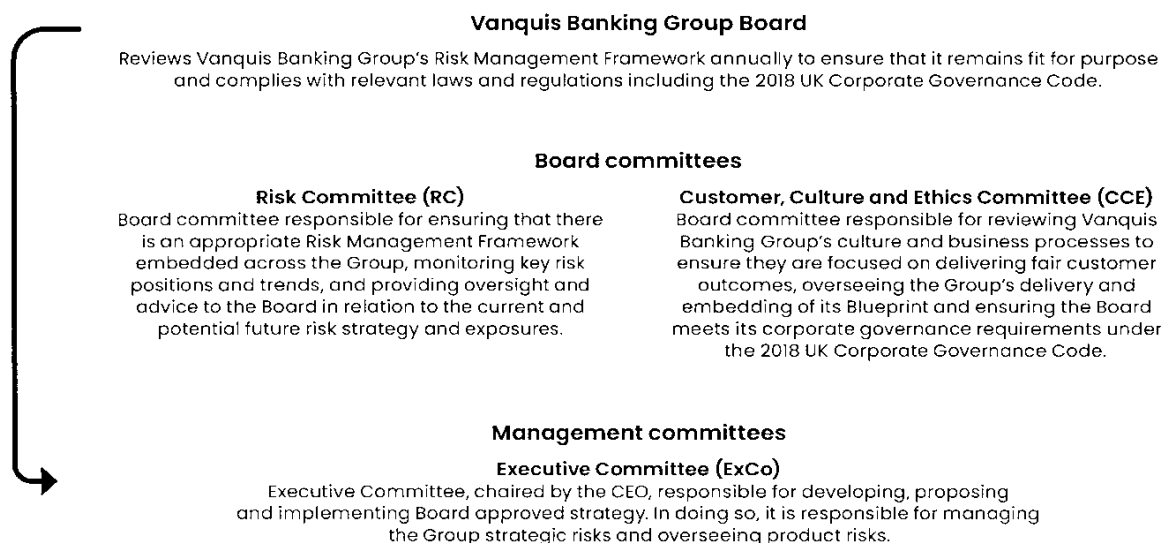 Vanquis Banking Group Board
Reviews Vanquis Banking Group's Risk Management Framework annually to ensure that it remains fit for purpose
and complies with relevant laws and regulations including the 2018 UK Corporate Governance Code.
Board committees
Risk Committee (RC)
Board committee responsible for ensuring that there
is an appropriate Risk Management Framework
embedded across the Group, monitoring key risk
positions and trends, and providing oversight and
advice to the Board in relation to the current and
potential future risk strategy and exposures.
Customer, Culture and Ethics Committee (CCE)
Board committee responsible for reviewing Vanquis
Banking Group's culture and business processes to
ensure they are focused on delivering fair customer
outcomes, overseeing the Group's delivery and
embedding of its Blueprint and ensuring the Board
meets its corporate governance requirements under
the 2018 UK Corporate Governance Code.
Management committees
Executive Committee (ExCo)
Executive Committee, chaired by the CEO, responsible for developing, proposing
and implementing Board approved strategy. In doing so, it is responsible for managing
the Group strategic risks and overseeing product risks.